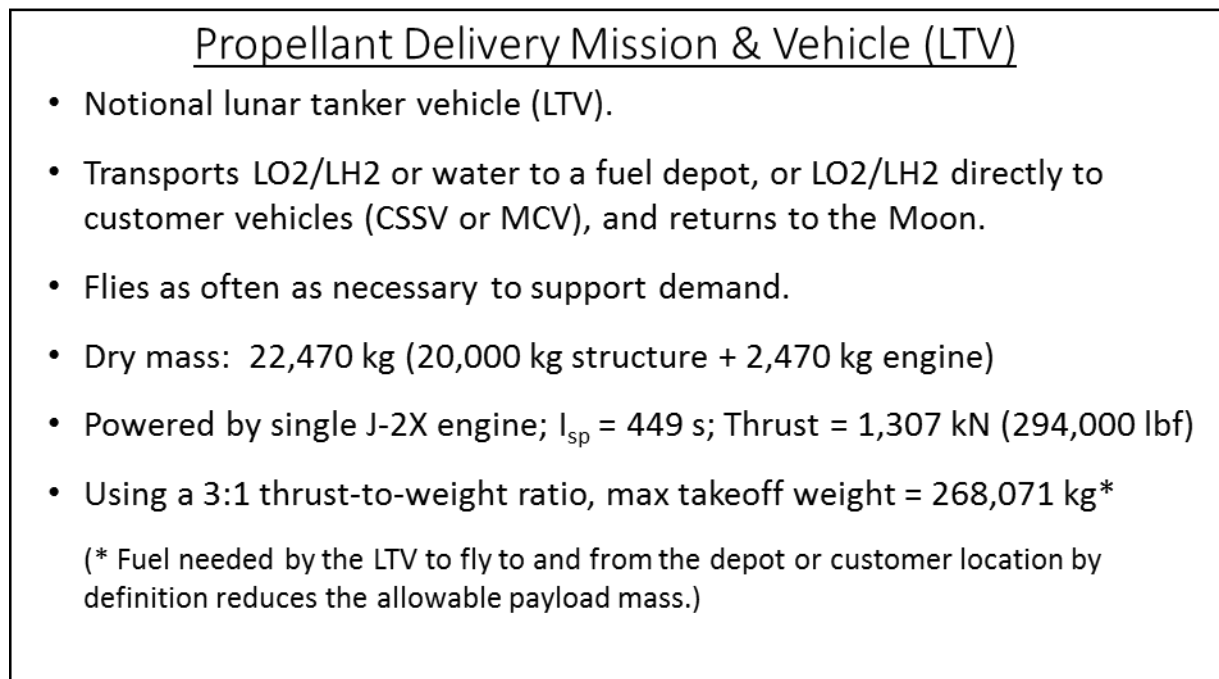 Propellant Delivery Mission & Vehicle (LTV)
• Notional lunar tanker vehicle (LTV).
• Transports LO2/LH2 or water to a fuel depot, or LO2/LH2 directly to
customer vehicles (CSSV or MCV), and returns to the Moon.
• Flies as often as necessary to support demand.
• Dry mass:  22,470 kg (20,000 kg structure + 2,470 kg engine)
• Powered by single J-2X engine; Isp = 449 s; Thrust = 1,307 kN (294,000 lbf)
• Using a 3:1 thrust-to-weight ratio, max takeoff weight = 268,071 kg*
(* Fuel needed by the LTV to fly to and from the depot or customer location by
definition reduces the allowable payload mass.)